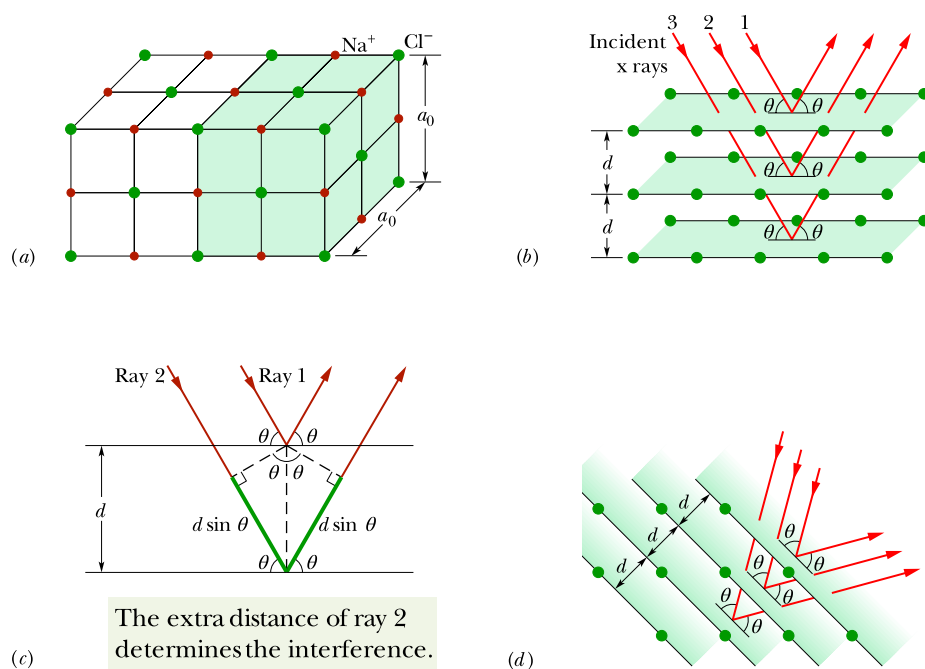 Na⁺ Cl⁻
a₀
a₀
(a)
3 2 1
Incident
x rays
θ θ
d
θ θ
d
θ θ
(b)
Ray 2 Ray 1
θ θ
θ θ
d
d sin θ d sin θ
θ θ
The extra distance of ray 2
determines the interference.
(c)
d
d
d
θ
θ
θ
θ
θ
θ
(d)